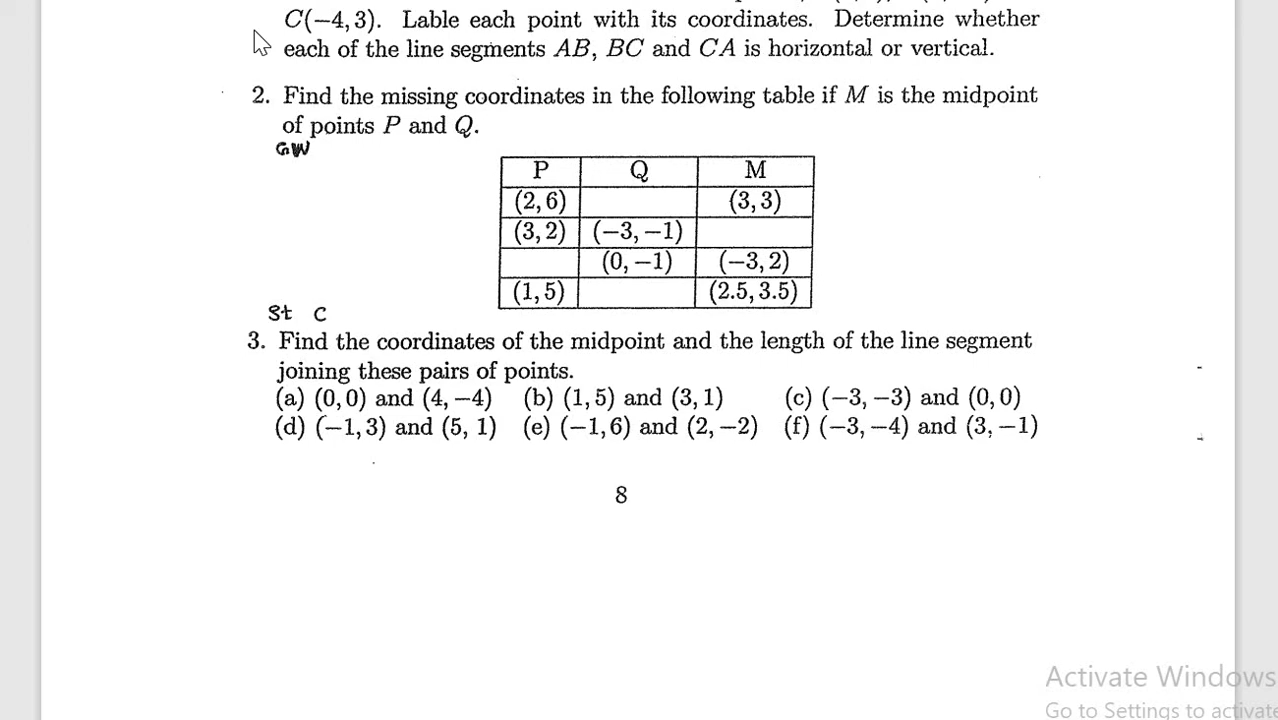 C(−4, 3). Lable each point with its coordinates. Determine whether
each of the line segments AB, BC and CA is horizontal or vertical.
2. Find the missing coordinates in the following table if M is the midpoint
of points P and Q.
GW
P Q M
(2, 6) (3, 3)
(3, 2) (−3, −1)
(0, −1) (−3, 2)
(1, 5) (2.5, 3.5)
St C
3. Find the coordinates of the midpoint and the length of the line segment
joining these pairs of points.
(a) (0, 0) and (4, −4) (b) (1, 5) and (3, 1) (c) (−3, −3) and (0, 0)
(d) (−1, 3) and (5, 1) (e) (−1, 6) and (2, −2) (f) (−3, −4) and (3, −1)
8
Activate Windows
Go to Settings to activate